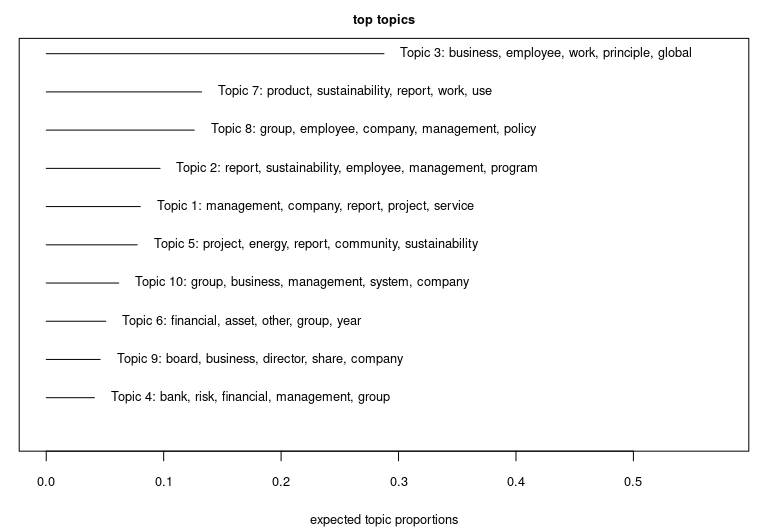 top topics
Topic 3: business, employee, work, principle, global
Topic 7: product, sustainability, report, work, use
Topic 8: group, employee, company, management, policy
Topic 2: report, sustainability, employee, management, program
Topic 1: management, company, report, project, service
Topic 5: project, energy, report, community, sustainability
Topic 10: group, business, management, system, company
Topic 6: financial, asset, other, group, year
Topic 9: board, business, director, share, company
Topic 4: bank, risk, financial, management, group
0.0 0.1 0.2 0.3 0.4 0.5
expected topic proportions